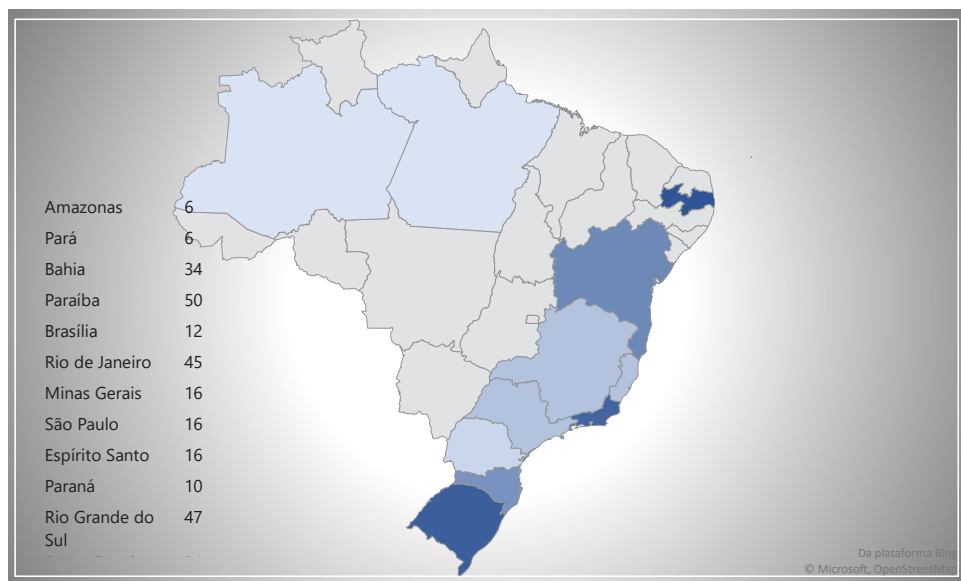 Amazonas 6
Pará 6
Bahia 34
Paraíba 50
Brasília 12
Rio de Janeiro 45
Minas Gerais 16
São Paulo 16
Espírito Santo 16
Paraná 10
Rio Grande do 47
Sul
Da plataforma Bing
© Microsoft, OpenStreetMap